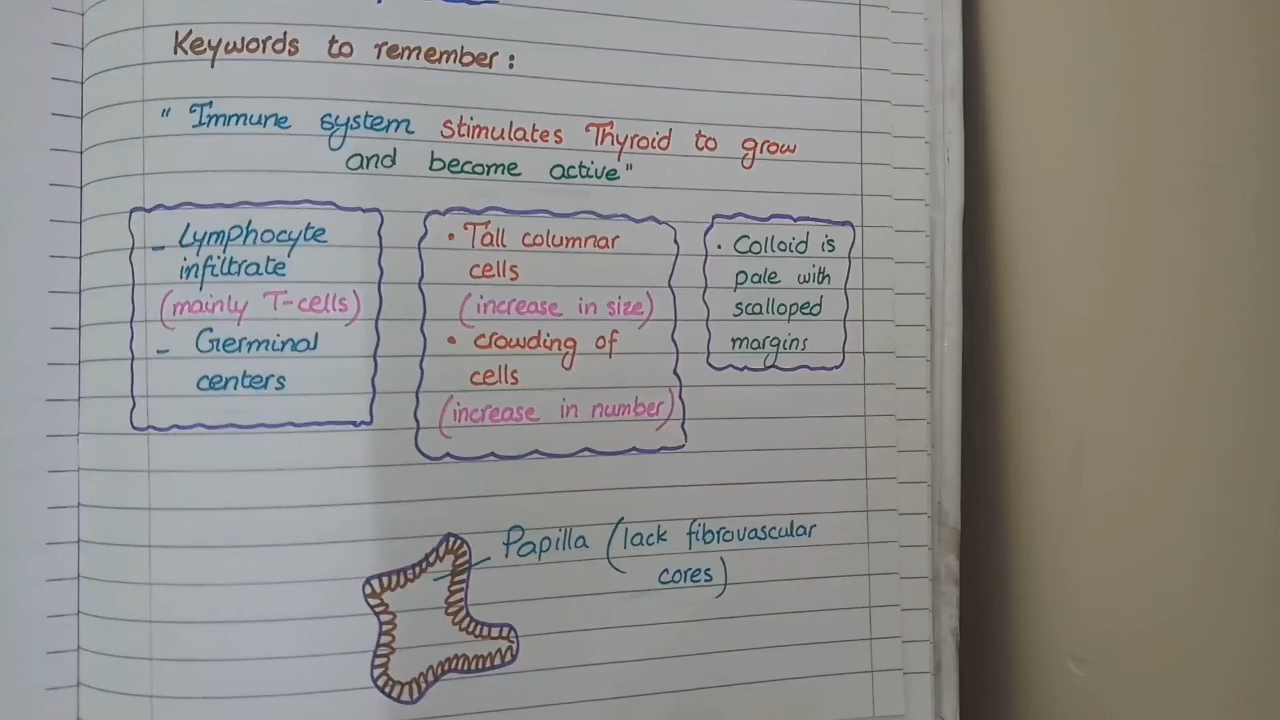 Keywords to remember:
" Immune system stimulates Thyroid to grow
and become active"
- Lymphocyte
infiltrate
(mainly T-cells)
- Germinal
centers
• Tall columnar
cells
(increase in size)
• crowding of
cells
(increase in number)
• Colloid is
pale with
scalloped
margins
Papilla (lack fibrovascular
cores)